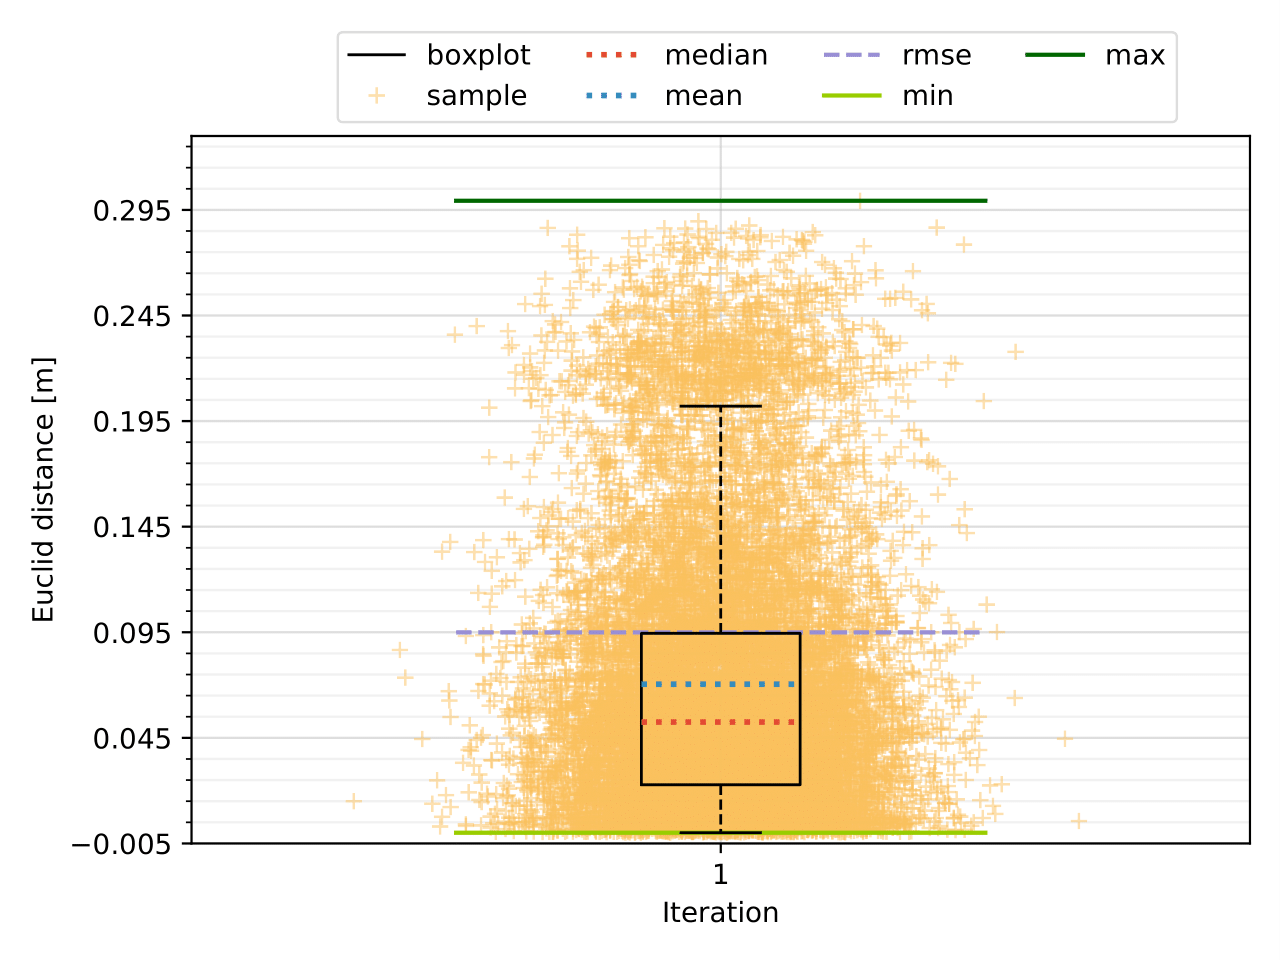 boxplot median rmse max
sample mean min
0.295
0.245
0.195
0.145
0.095
0.045
−0.005
Euclid distance [m]
1
Iteration